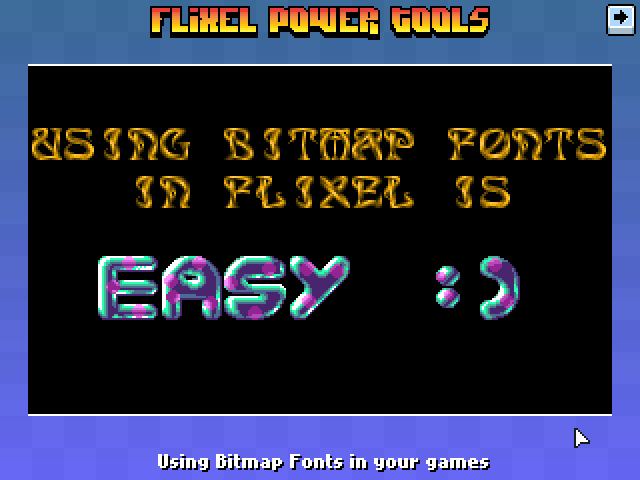 FLIXEL POWER TOOLS
USING BITMAP FONTS
IN FLIXEL IS
EASY :)
Using Bitmap Fonts in your games